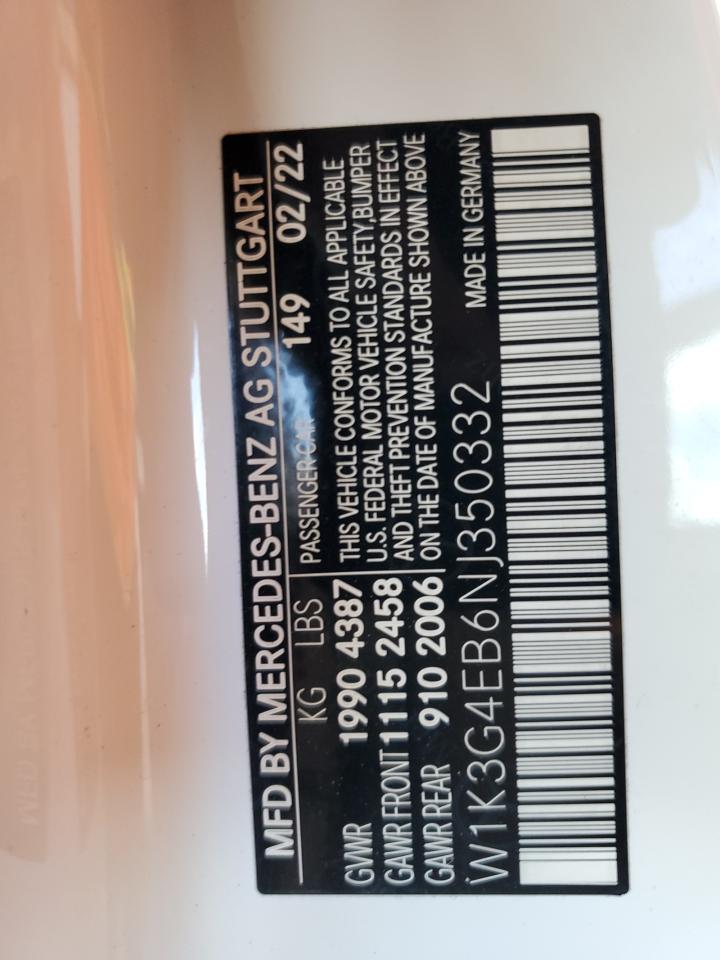 MFD BY MERCEDES-BENZ AG STUTTGART
KG LBS
GVWR 1990 4387
GAWR FRONT 1115 2458
GAWR REAR 910 2006
PASSENGER CAR 149 02/22
THIS VEHICLE CONFORMS TO ALL APPLICABLE
U.S. FEDERAL MOTOR VEHICLE SAFETY,BUMPER
AND THEFT PREVENTION STANDARDS IN EFFECT
ON THE DATE OF MANUFACTURE SHOWN ABOVE
W1K3G4EB6NJ350332 MADE IN GERMANY